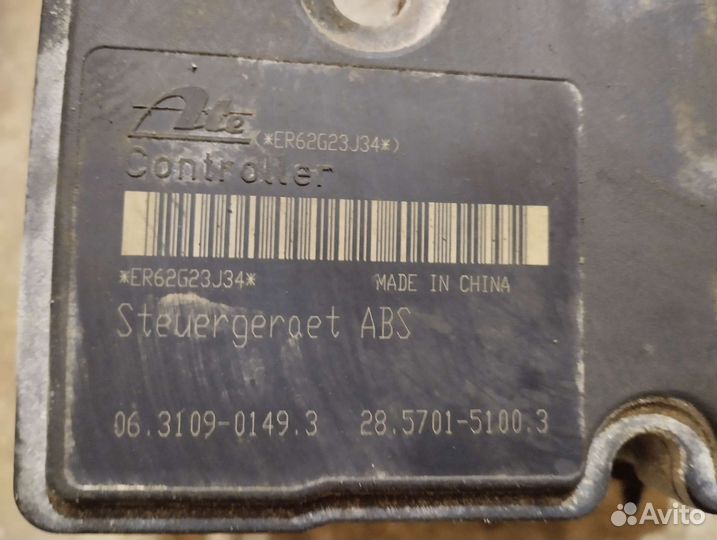 Ate
(*ER62G23J34*)
Controller
*ER62G23J34* MADE IN CHINA
Steuergeraet ABS
06.3109-0149.3 28.5701-5100.3
Avito